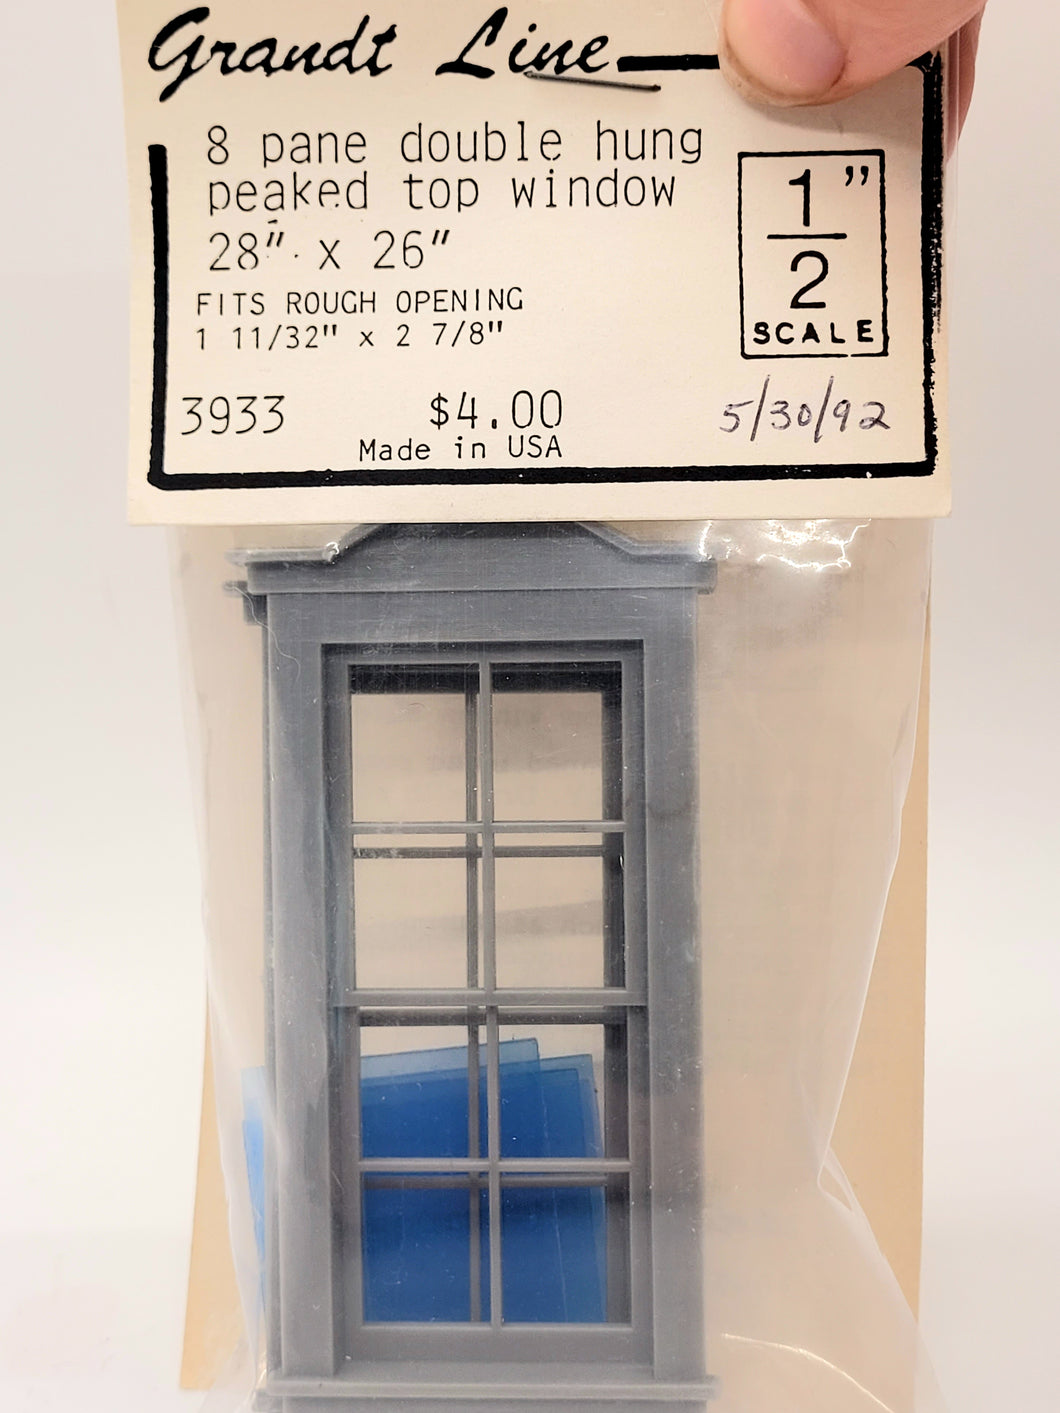 Grandt Line
8 pane double hung
peaked top window
28" x 26"
FITS ROUGH OPENING
1 11/32" x 2 7/8"
1"
2
SCALE
3933
$4.00
5/30/92
Made in USA